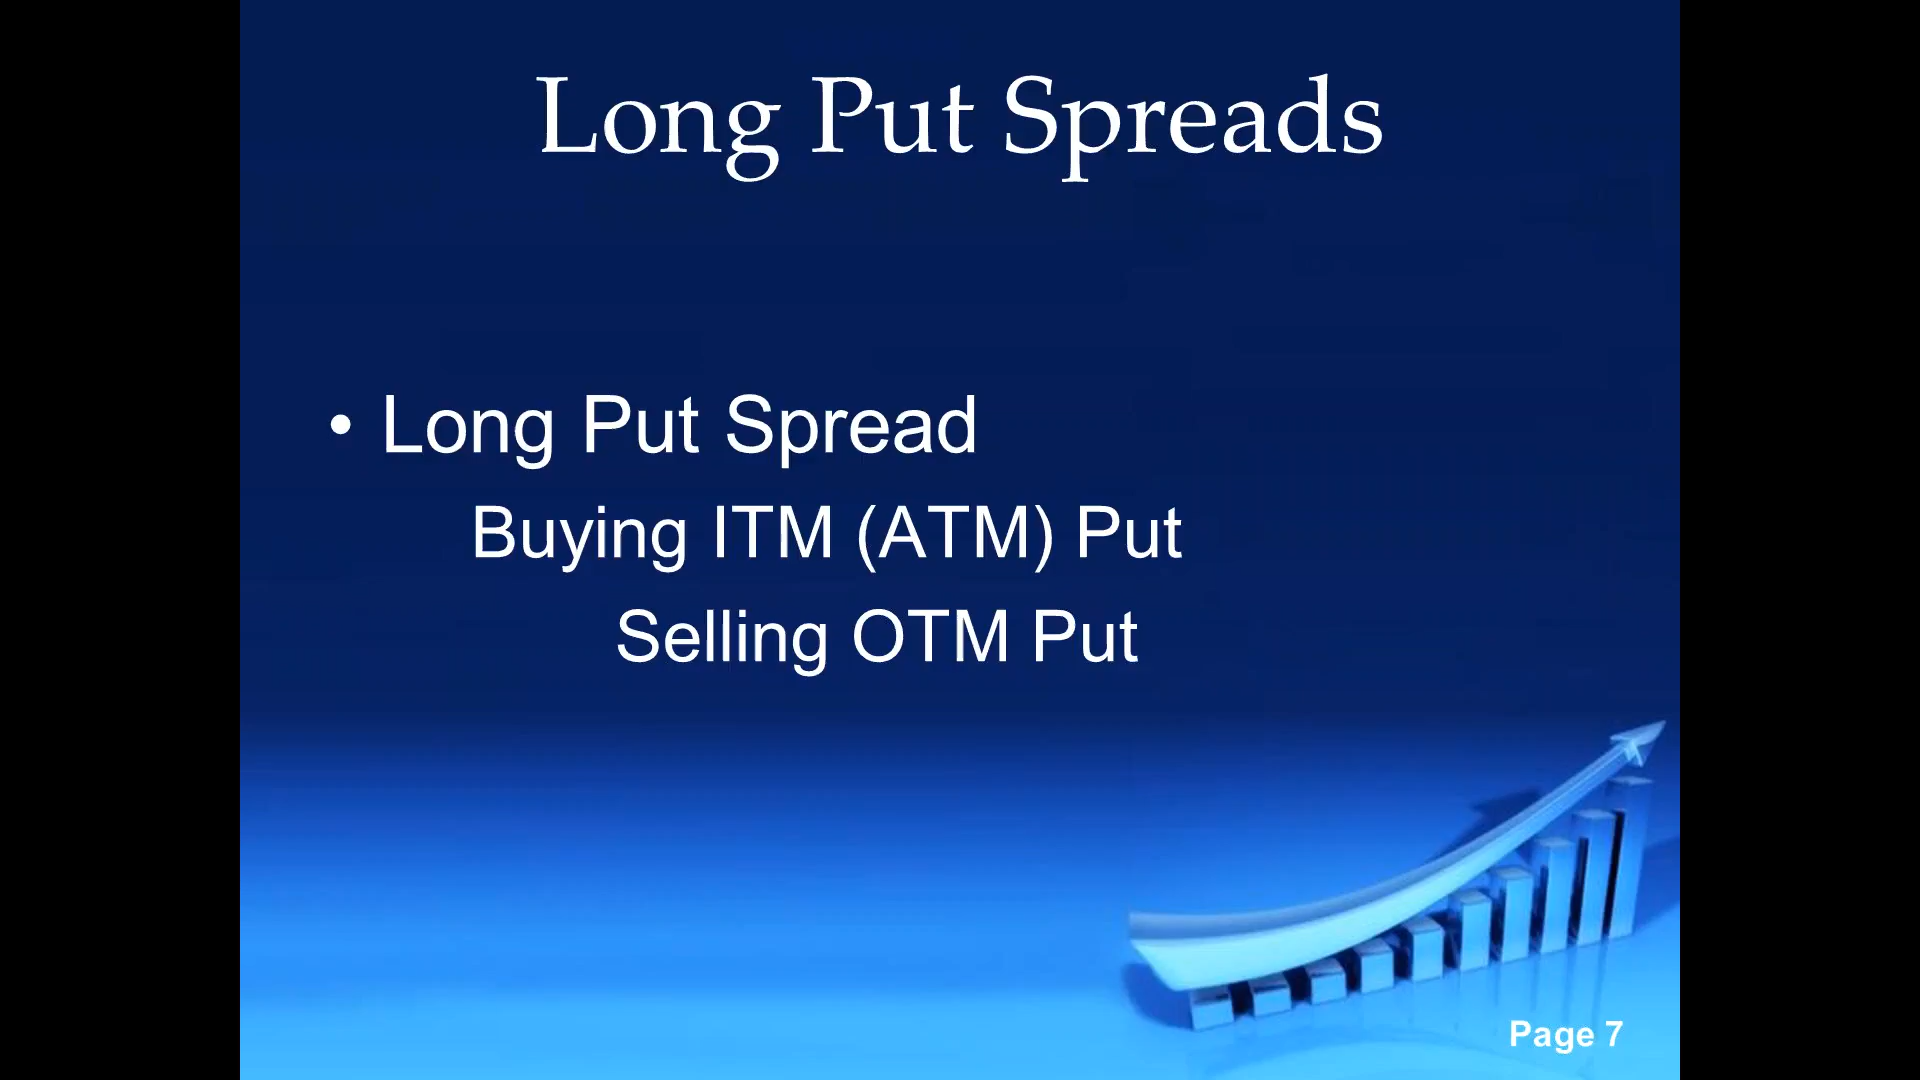 Long Put Spreads
• Long Put Spread
Buying ITM (ATM) Put
Selling OTM Put
Page 7